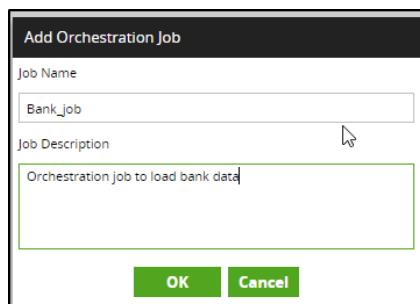 Add Orchestration Job
Job Name
Bank_job
Job Description
Orchestration job to load bank data
OK Cancel